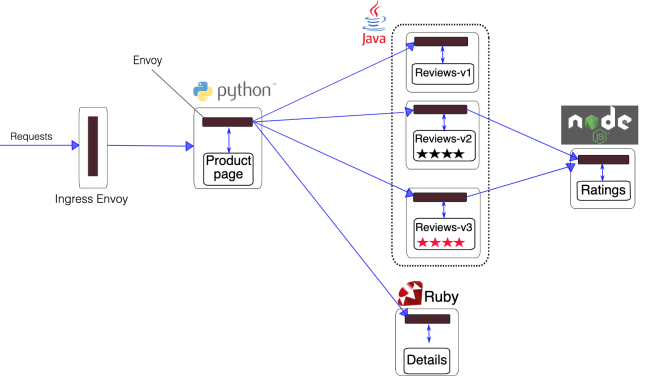 Java
Envoy
Reviews-v1
python™
node
JS
Requests
Product
page
Reviews-v2
Ratings
Ingress Envoy
Reviews-v3
Ruby
Details